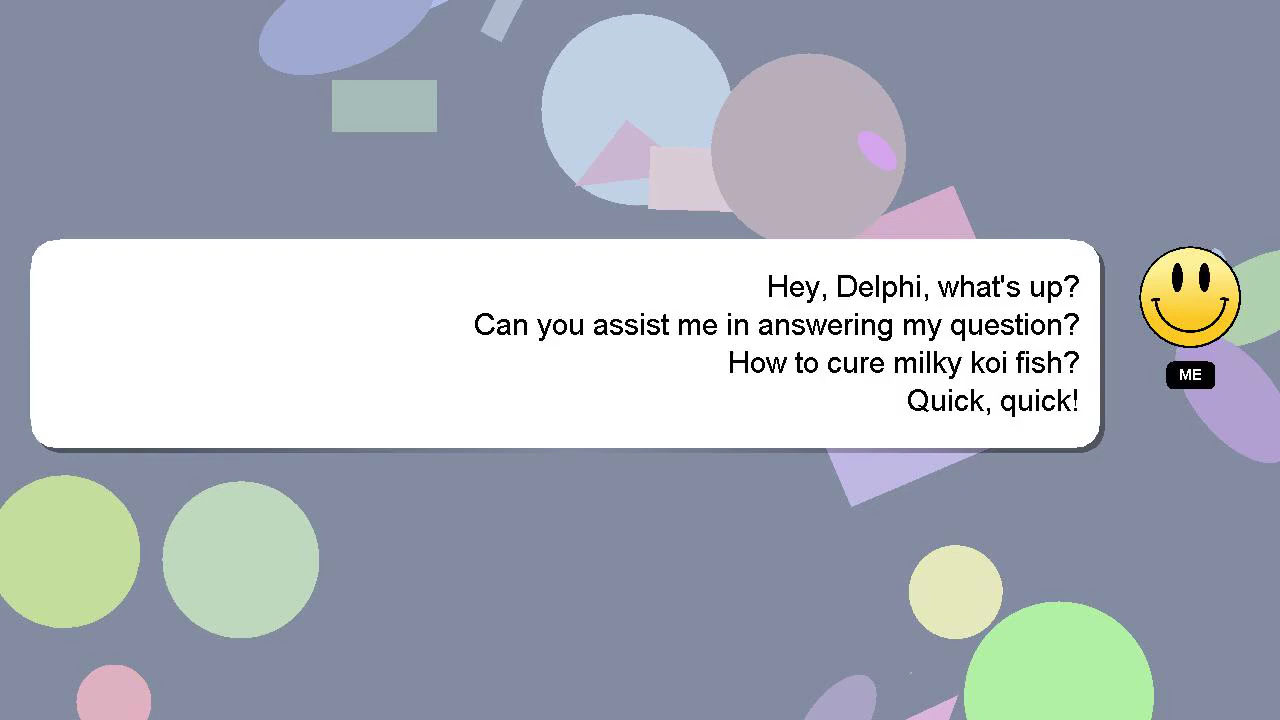 Hey, Delphi, what's up?
Can you assist me in answering my question?
How to cure milky koi fish?
Quick, quick!
ME